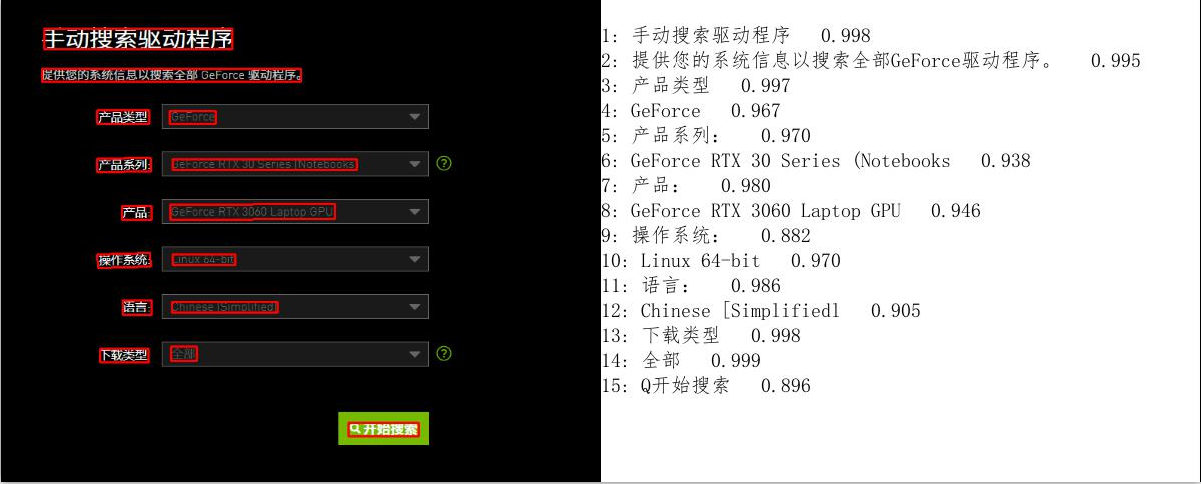 手动搜索驱动程序
提供您的系统信息以搜索全部 GeForce 驱动程序。
产品类型 GeForce
产品系列: GeForce RTX 30 Series (Notebooks
产品: GeForce RTX 3060 Laptop GPU
操作系统: Linux 64-bit
语言: Chinese (Simplified)
下载类型 全部
开始搜索
1: 手动搜索驱动程序 0.998
2: 提供您的系统信息以搜索全部GeForce驱动程序。 0.995
3: 产品类型 0.997
4: GeForce 0.967
5: 产品系列: 0.970
6: GeForce RTX 30 Series (Notebooks 0.938
7: 产品: 0.980
8: GeForce RTX 3060 Laptop GPU 0.946
9: 操作系统: 0.882
10: Linux 64-bit 0.970
11: 语言: 0.986
12: Chinese [Simplifiedl 0.905
13: 下载类型 0.998
14: 全部 0.999
15: Q开始搜索 0.896